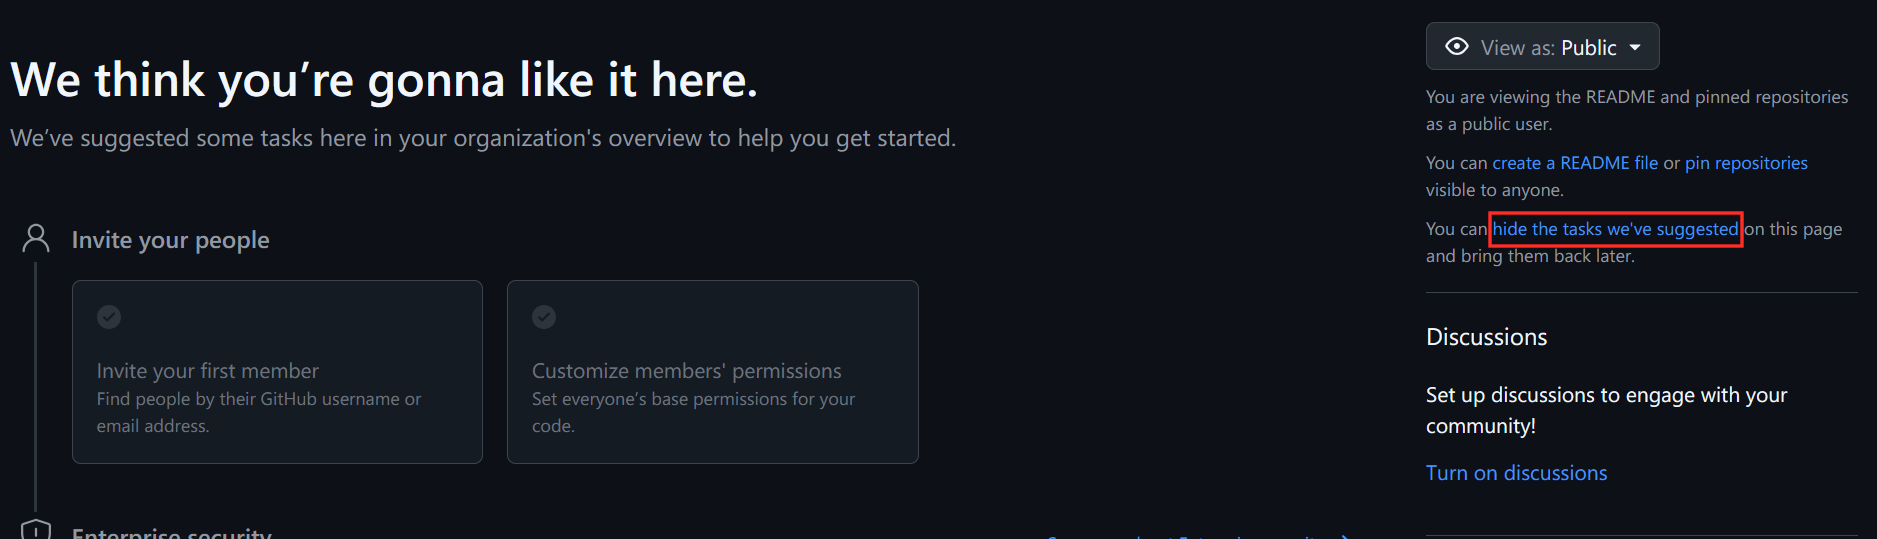 We think you’re gonna like it here.
We’ve suggested some tasks here in your organization's overview to help you get started.
Invite your people
Invite your first member
Find people by their GitHub username or
email address.
Customize members' permissions
Set everyone’s base permissions for your
code.
Enterprise security
View as: Public
You are viewing the README and pinned repositories
as a public user.
You can create a README file or pin repositories
visible to anyone.
You can hide the tasks we've suggested on this page
and bring them back later.
Discussions
Set up discussions to engage with your
community!
Turn on discussions